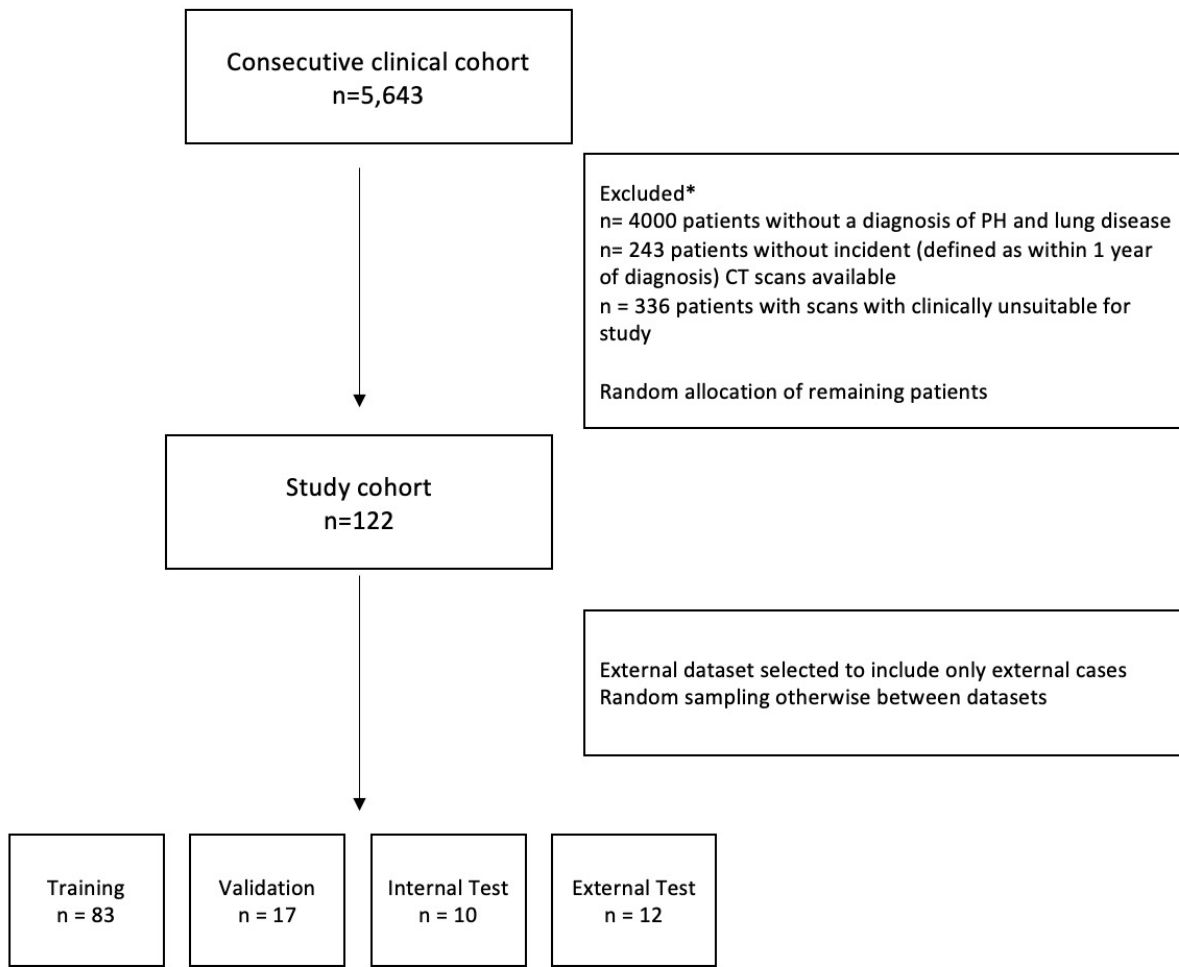 Consecutive clinical cohort
n=5,643
Excluded*
n= 4000 patients without a diagnosis of PH and lung disease
n= 243 patients without incident (defined as within 1 year
of diagnosis) CT scans available
n = 336 patients with scans with clinically unsuitable for
study
Random allocation of remaining patients
Study cohort
n=122
External dataset selected to include only external cases
Random sampling otherwise between datasets
Training
n = 83
Validation
n = 17
Internal Test
n = 10
External Test
n = 12